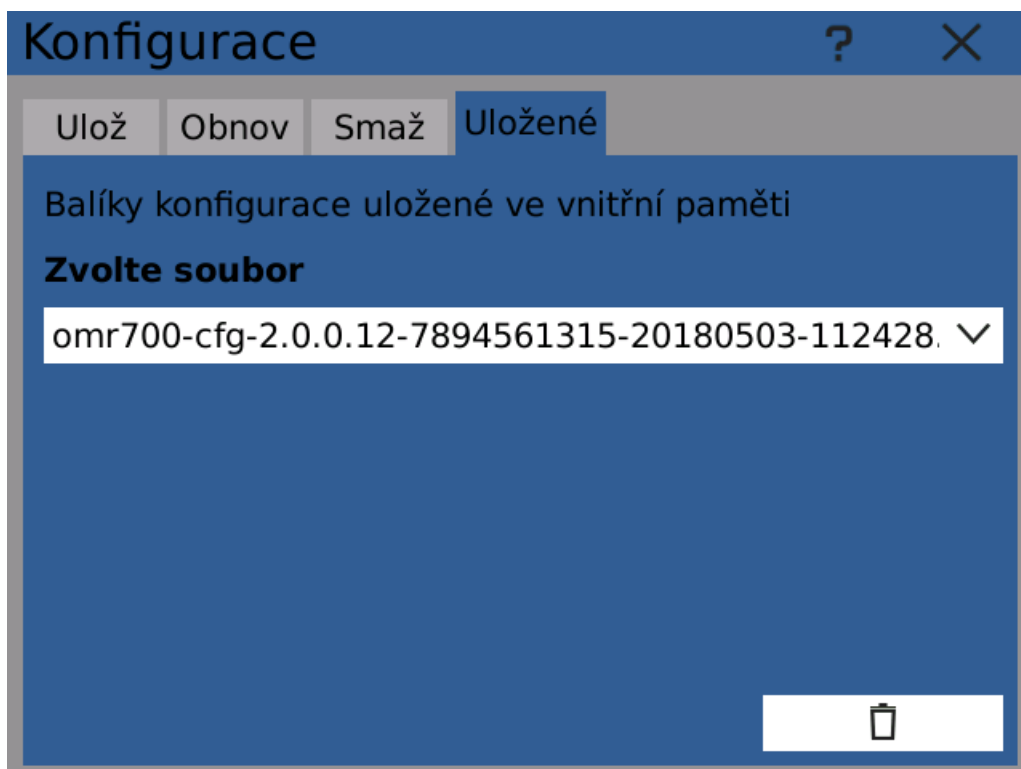 Konfigurace ?
Ulož Obnov Smaž Uložené
Balíky konfigurace uložené ve vnitřní paměti
Zvolte soubor
omr700-cfg-2.0.0.12-7894561315-20180503-112428.